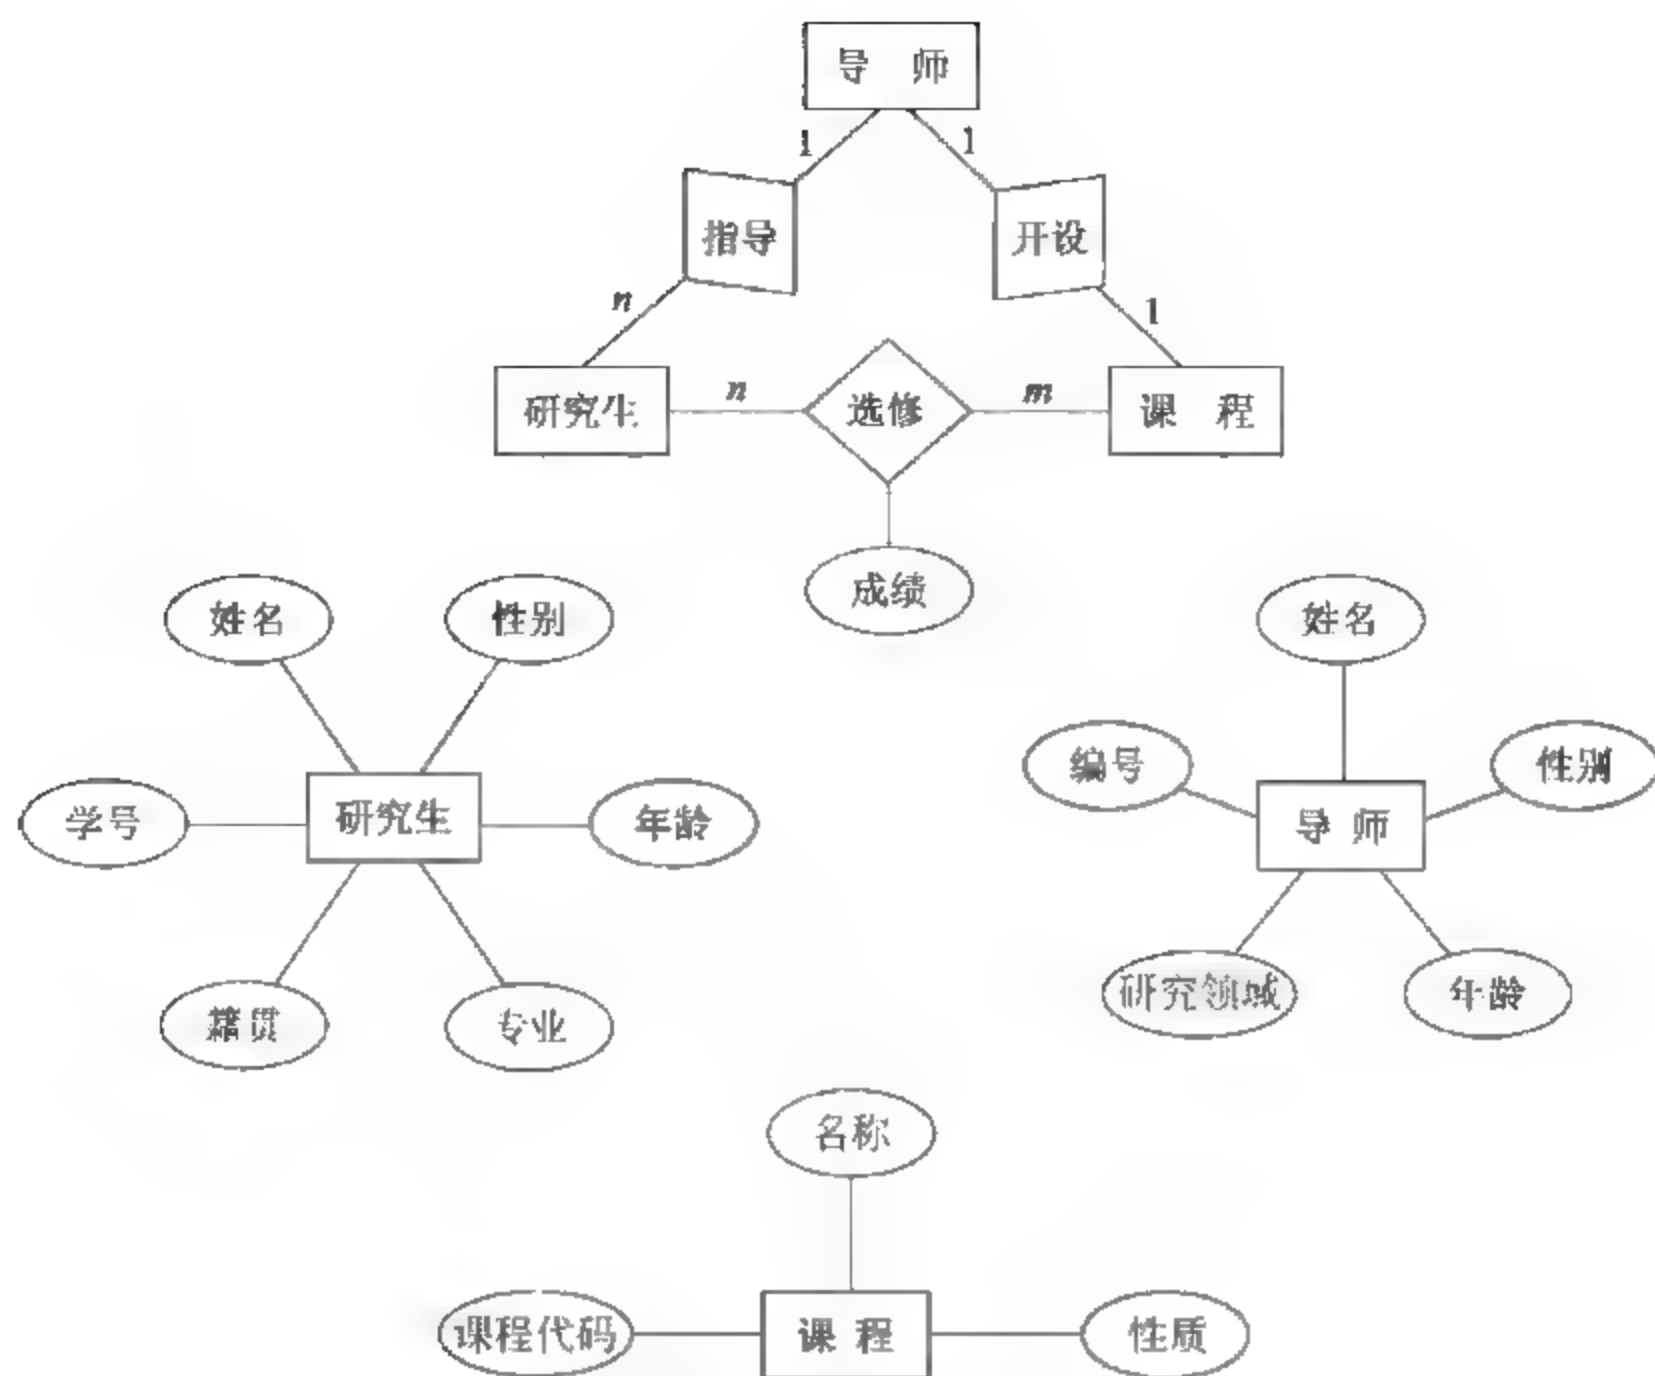 导 师
1 1
指导 开设
n 1
研究生 n 选修 m 课 程
成绩
姓名 性别 姓名
编号 性别
学号 研究生 年龄 导 师
研究领域 年龄
籍贯 专业
名称
课程代码 课 程 性质